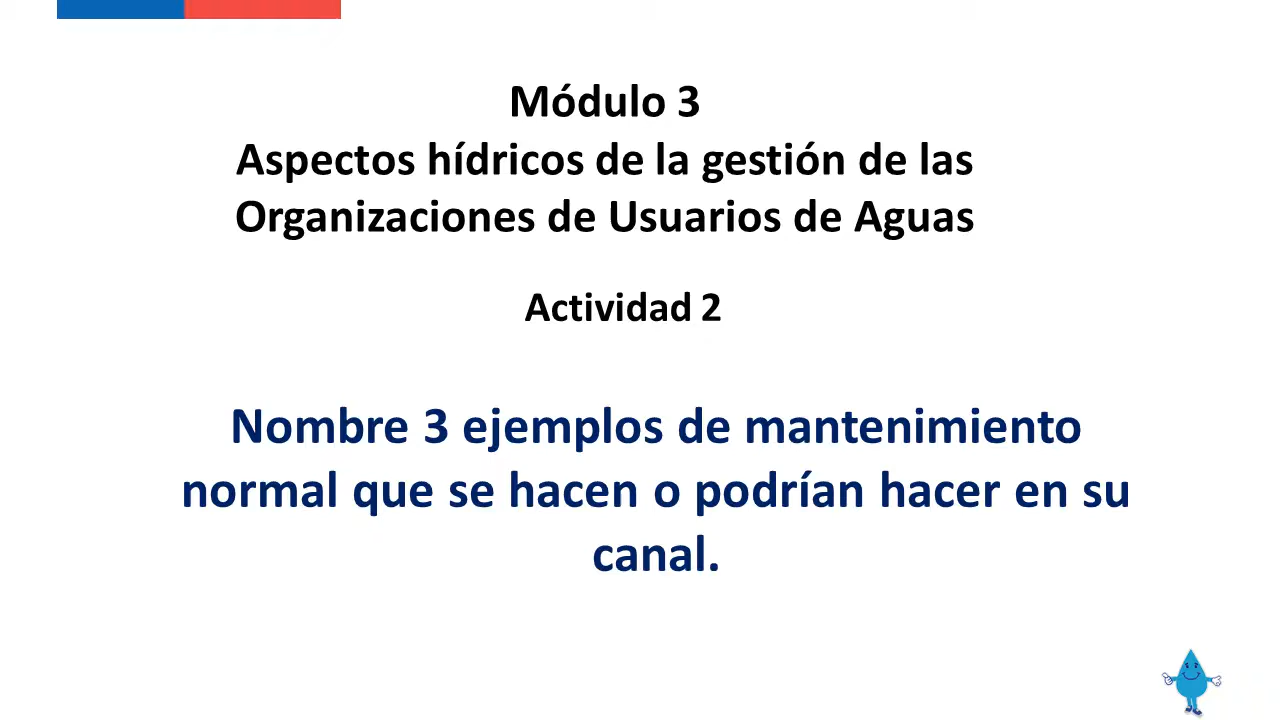 Módulo 3
Aspectos hídricos de la gestión de las
Organizaciones de Usuarios de Aguas
Actividad 2
Nombre 3 ejemplos de mantenimiento
normal que se hacen o podrían hacer en su
canal.